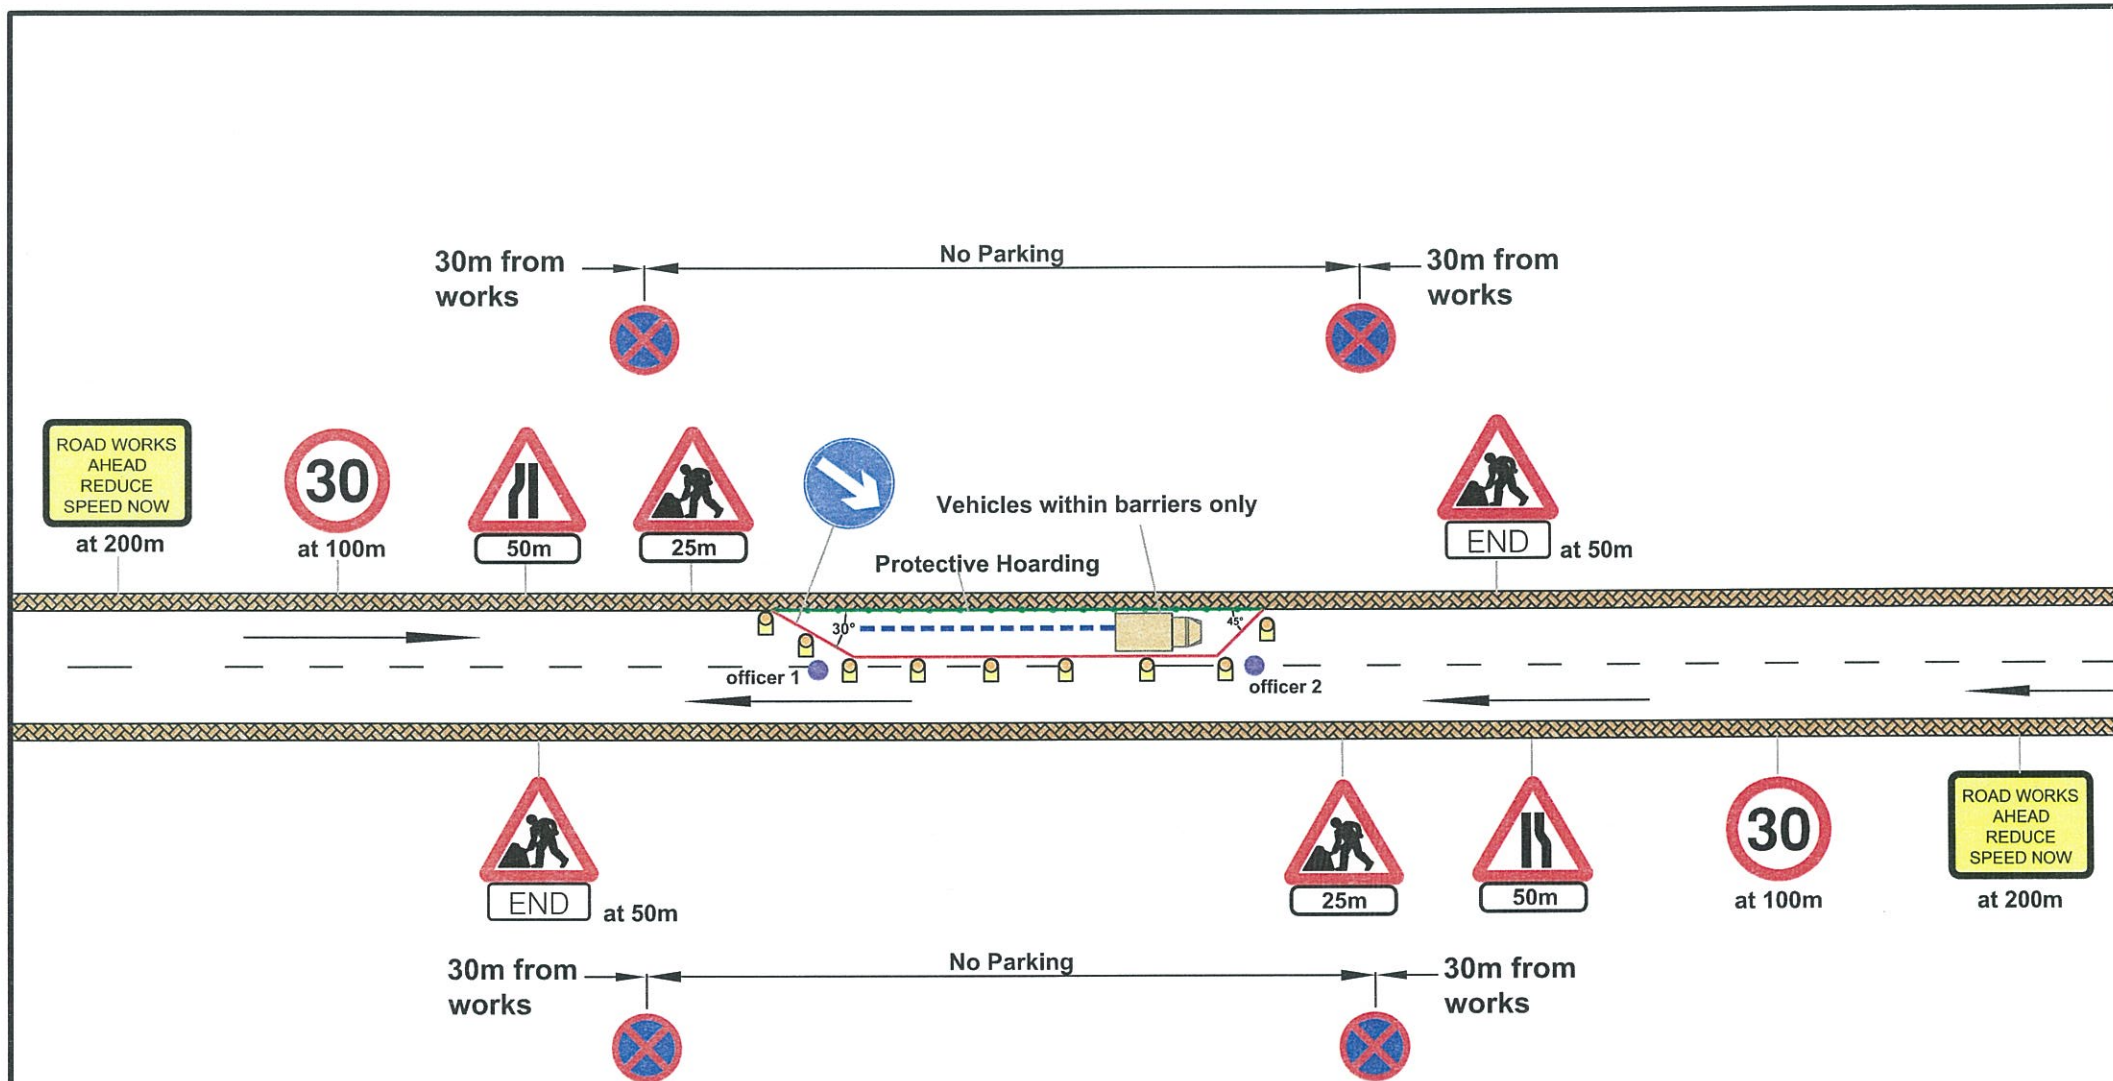 No Parking
30m from
works
30m from
works
ROAD WORKS
AHEAD
REDUCE
SPEED NOW
at 200m
30
at 100m
50m
25m
Vehicles within barriers only
Protective Hoarding
END
at 50m
30°
45°
officer 1
officer 2
END
at 50m
25m
50m
30
at 100m
ROAD WORKS
AHEAD
REDUCE
SPEED NOW
at 200m
No Parking
30m from
works
30m from
works